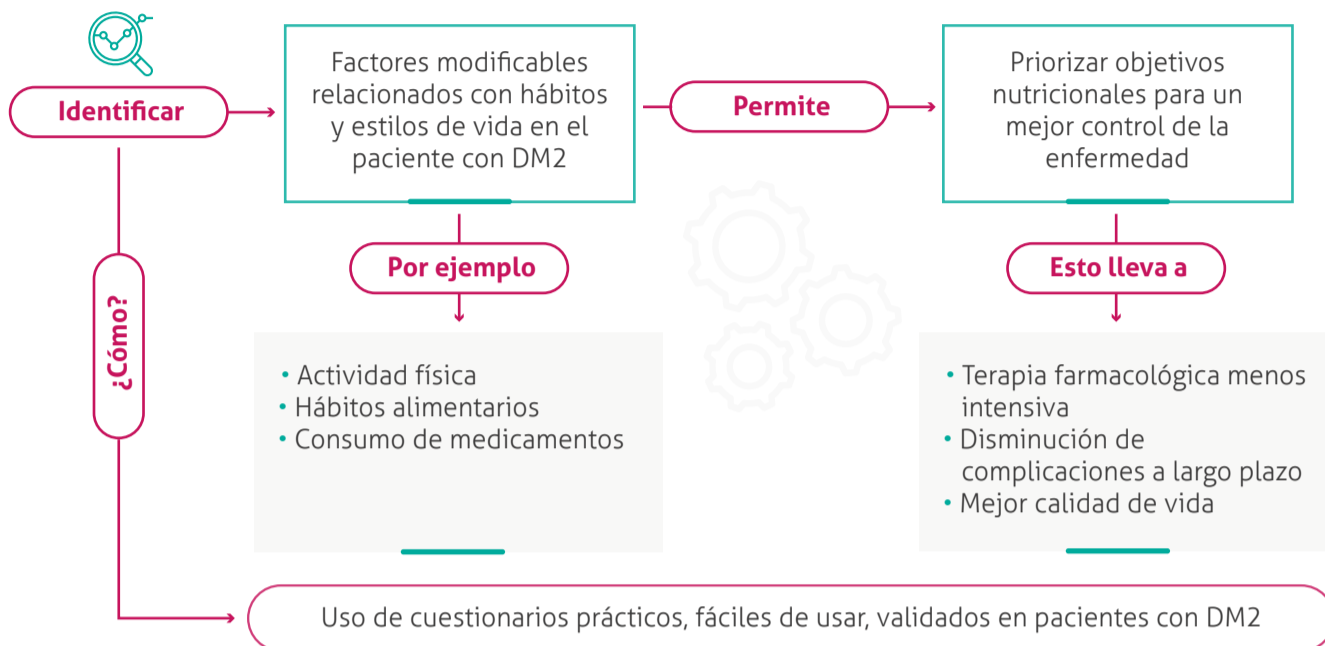 Identificar
Factores modificables
relacionados con hábitos
y estilos de vida en el
paciente con DM2
Permite
Priorizar objetivos
nutricionales para un
mejor control de la
enfermedad
Por ejemplo
Esto lleva a
¿Cómo?
• Actividad física
• Hábitos alimentarios
• Consumo de medicamentos
• Terapia farmacológica menos
intensiva
• Disminución de
complicaciones a largo plazo
• Mejor calidad de vida
Uso de cuestionarios prácticos, fáciles de usar, validados en pacientes con DM2